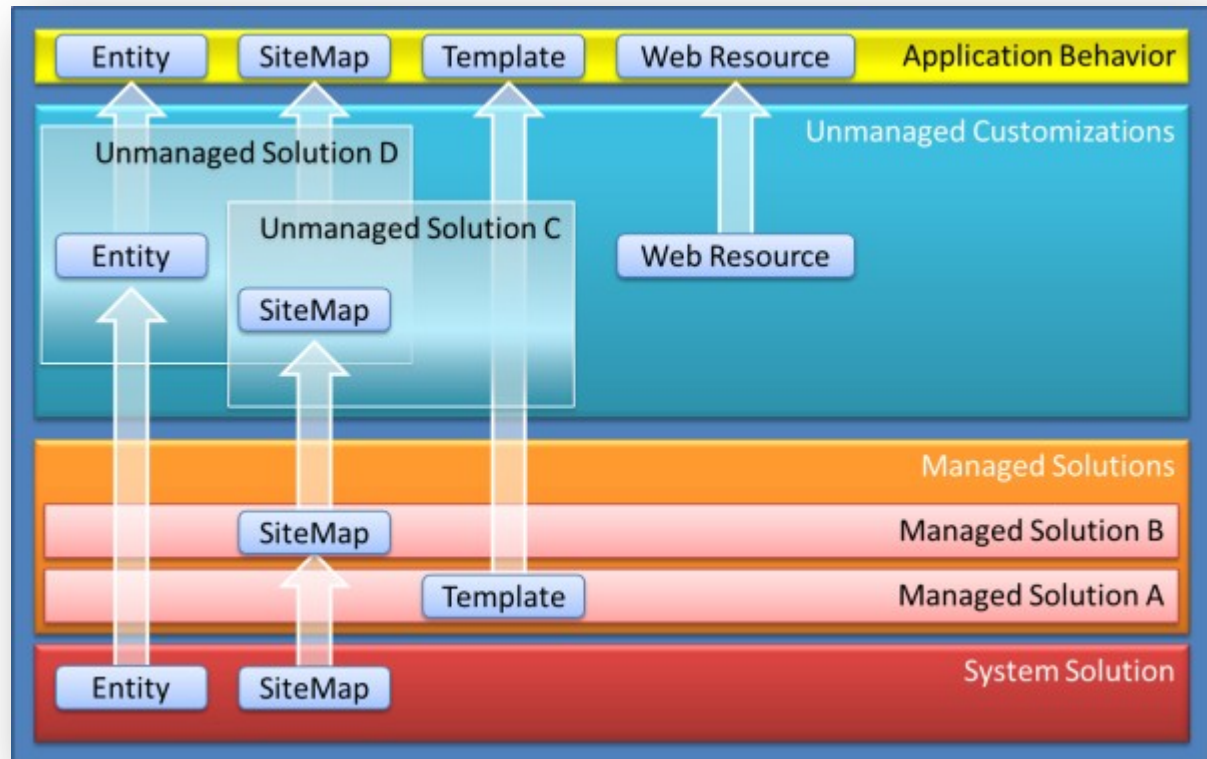 Entity
SiteMap
Template
Web Resource
Application Behavior
Unmanaged Customizations
Unmanaged Solution D
Unmanaged Solution C
Entity
Web Resource
SiteMap
Managed Solutions
SiteMap
Managed Solution B
Template
Managed Solution A
System Solution
Entity
SiteMap